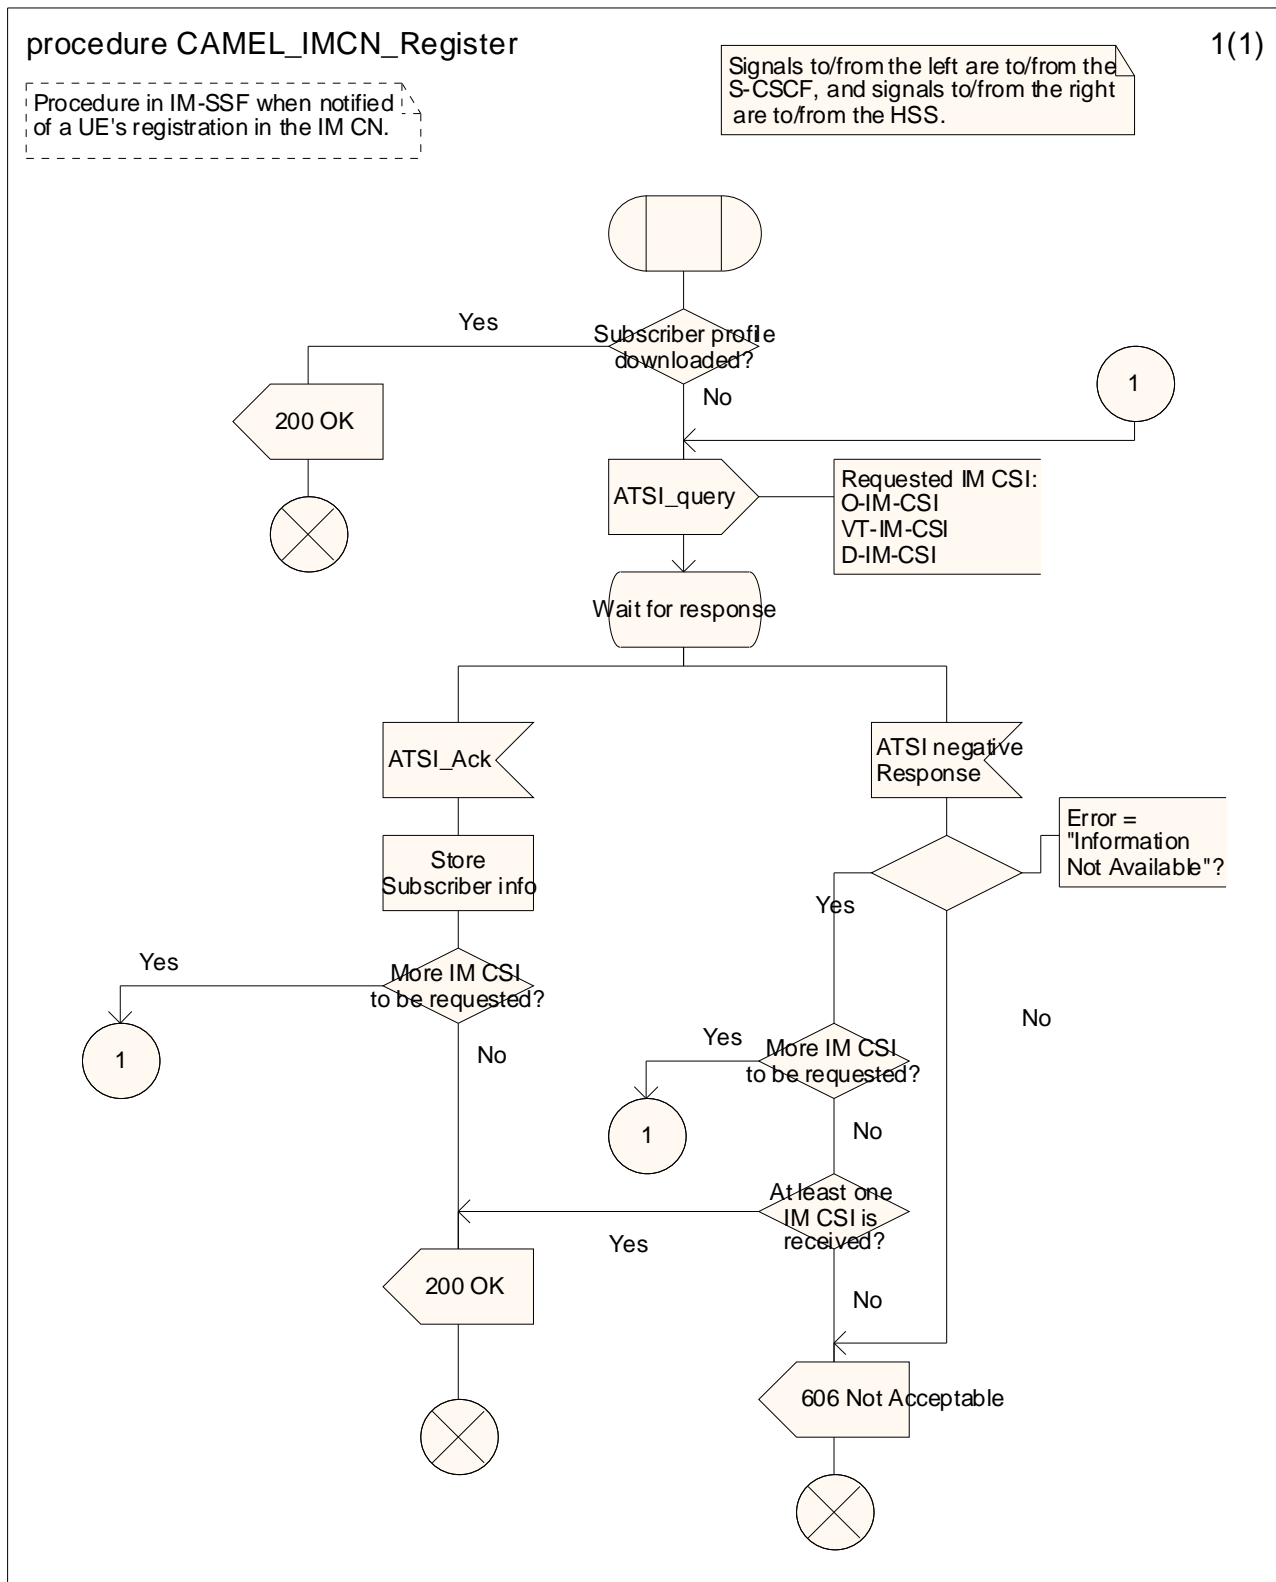 procedure CAMEL_IMCN_Register
1(1)
Procedure in IM-SSF when notified
of a UE's registration in the IM CN.
Signals to/from the left are to/from the
S-CSCF, and signals to/from the right
are to/from the HSS.
Yes
Subscriber profile
downloaded?
No
1
200 OK
ATSI_query
Requested IM CSI:
O-IM-CSI
VT-IM-CSI
D-IM-CSI
Wait for response
ATSI_Ack
ATSI negative
Response
Error =
"Information
Not Available"?
Store
Subscriber info
Yes
Yes
More IM CSI
to be requested?
No
1
No
Yes
More IM CSI
to be requested?
1
No
At least one
IM CSI is
received?
Yes
200 OK
No
606 Not Acceptable